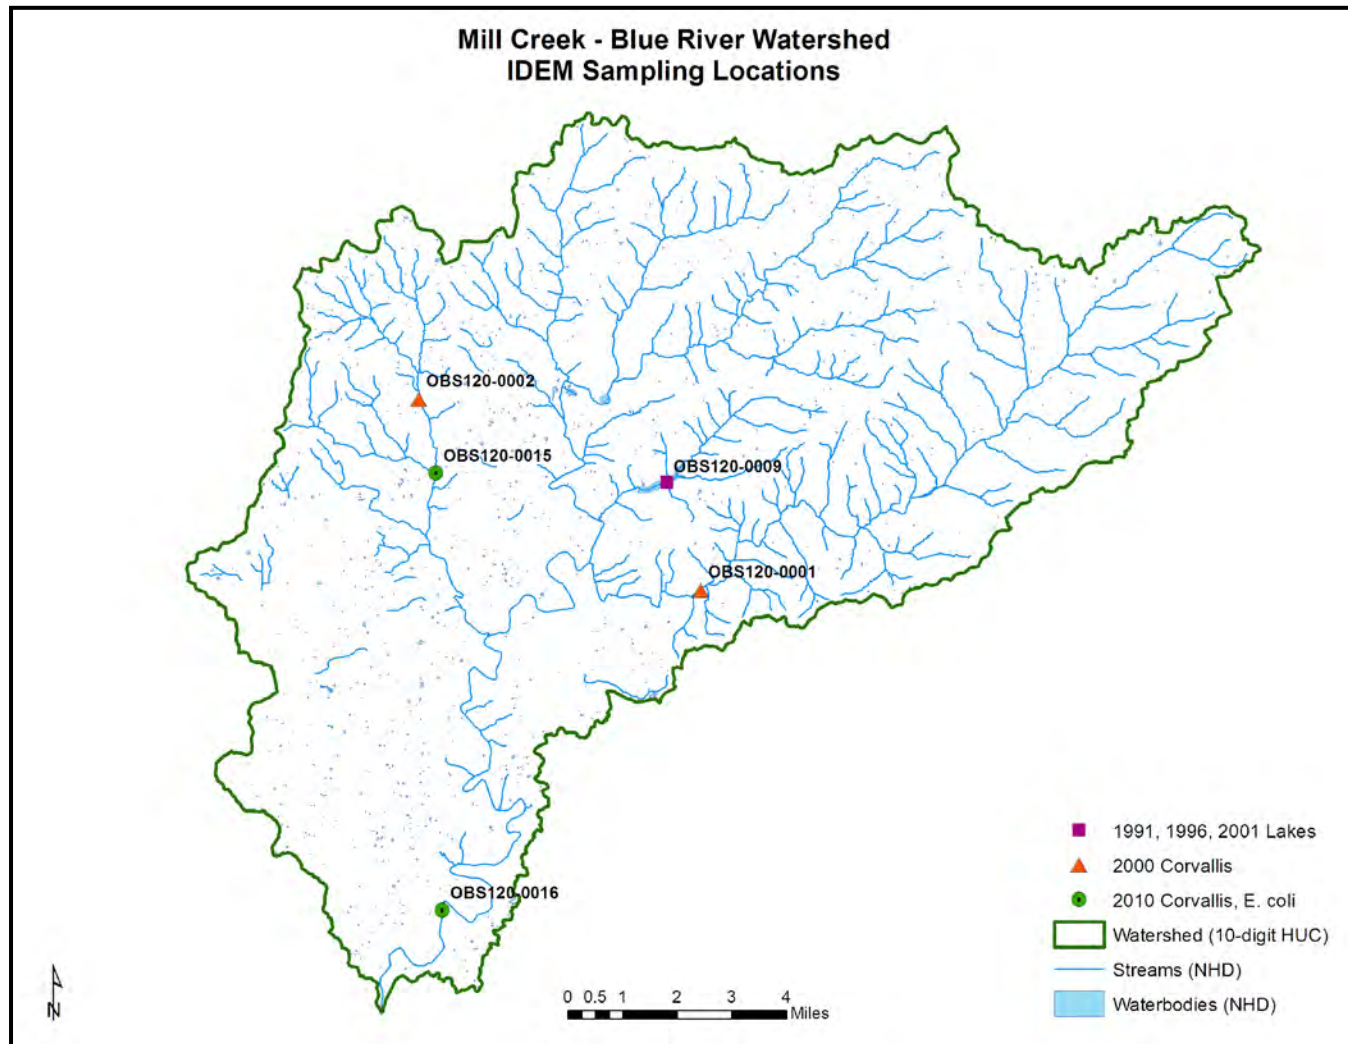 Mill Creek - Blue River Watershed
IDEM Sampling Locations
OBS120-0002
OBS120-0015
OBS120-0009
OBS120-0001
OBS120-0016
1991, 1996, 2001 Lakes
2000 Corvallis
2010 Corvallis, E. coli
Watershed (10-digit HUC)
Streams (NHD)
Waterbodies (NHD)
N
0 0.5 1 2 3 4
Miles